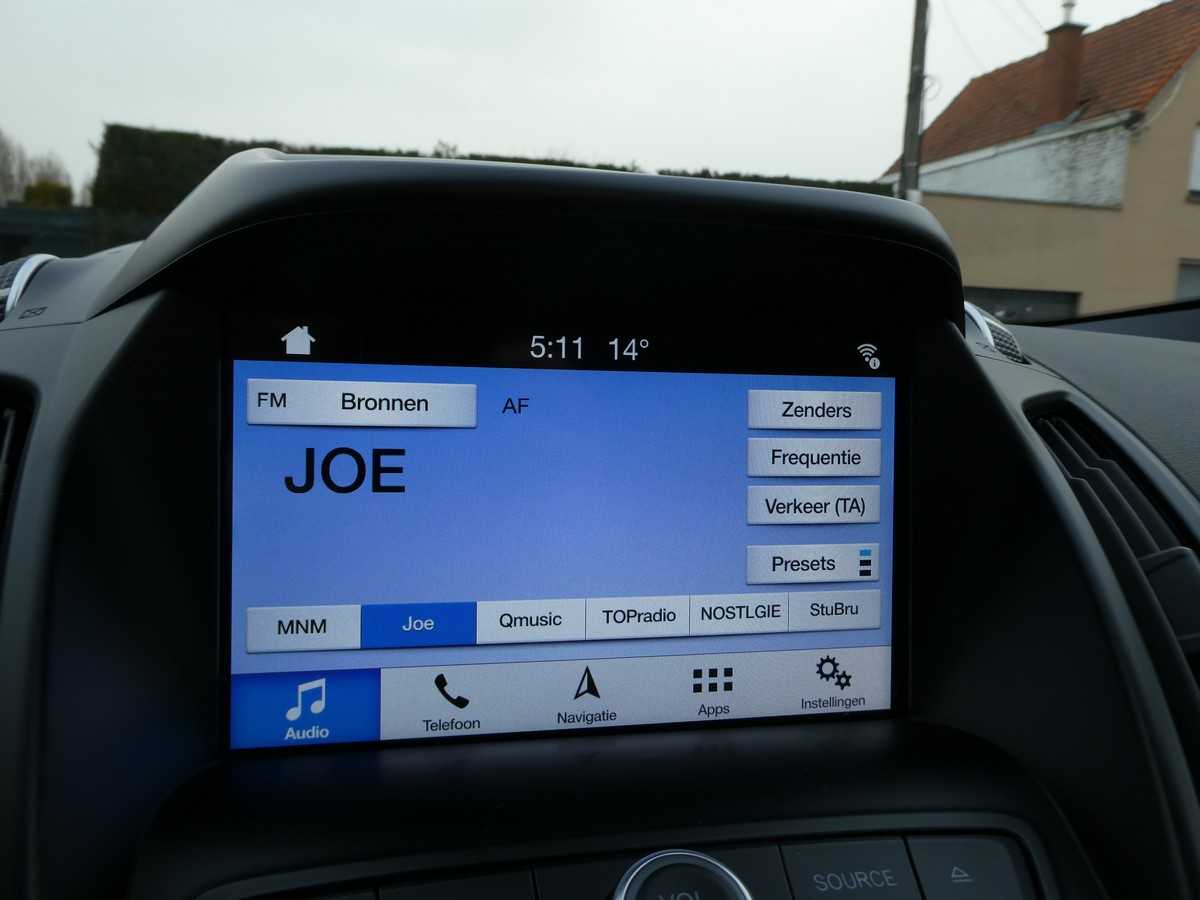 5:11 14°
FM Bronnen AF Zenders
JOE
Frequentie
Verkeer (TA)
Presets
MNM Joe Qmusic TOPradio NOSTLGIE StuBru
Audio Telefoon Navigatie Apps Instellingen
VOL SOURCE